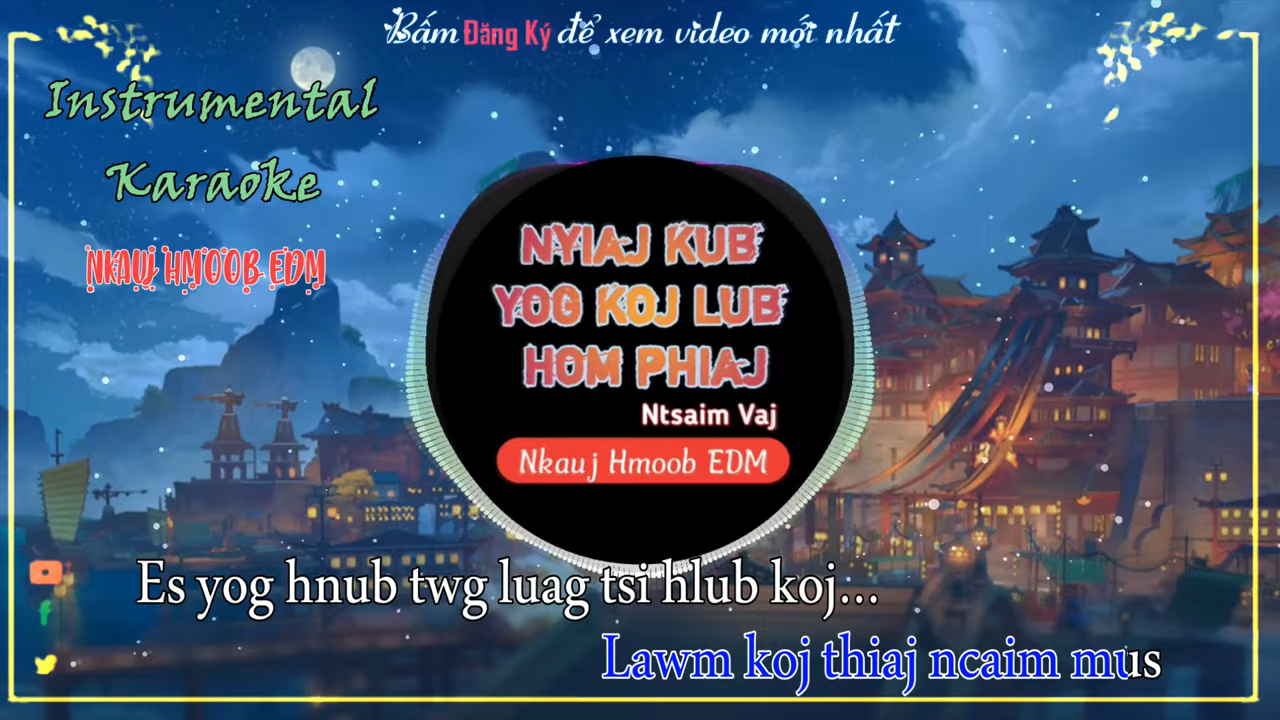 Bấm Đăng Ký để xem video mới nhất
Instrumental
Karaoke
NKAUJ HMOOB EDM
NYIAJ KUB
YOG KOJ LUB
HOM PHIAJ
Ntsaim Vaj
Nkauj Hmoob EDM
Es yog hnub twg luag tsi hlub koj...
Lawm koj thiaj ncaim mus